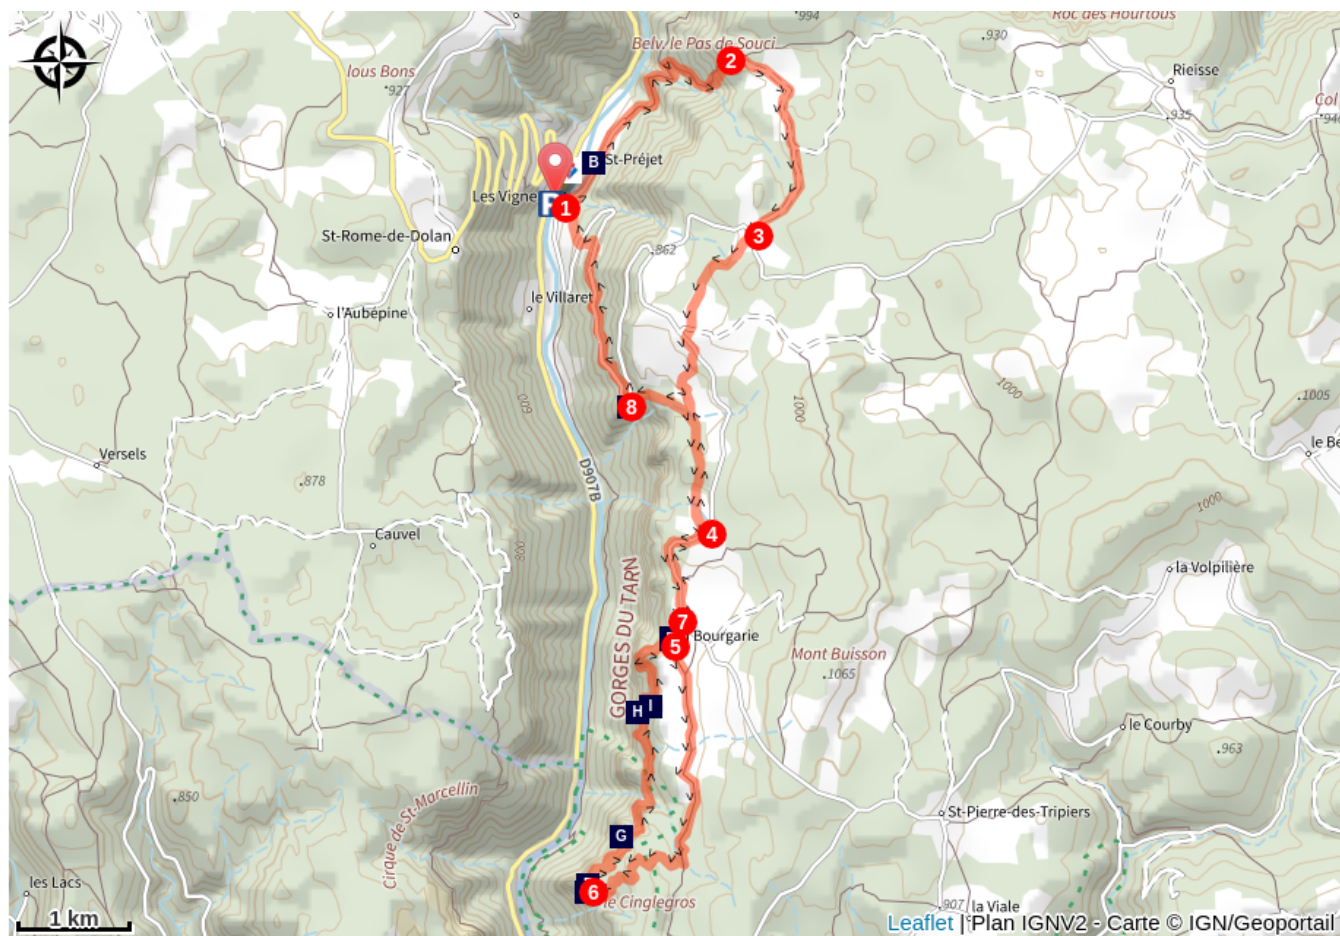 994
Roc des Hourtous
930
Belv. le Pas de Souci
2
Rieisse
lous Bons
927
Col
940
935
B
St-Préjet
Les Vigne
P
1
St-Rome-de-Dolan
3
862
le Villaret
l'Aubépine
1000
1005
600
8
1000
le Be
Versels
D907B
878
1000
Cauvel
4
800
la Volpilière
GORGES DU TARN
7
Bourgarie
5
Mont Buisson
1065
H
I
le Courby
963
850
Cirque de St-Marcellin
St-Pierre-des-Tripiers
G
les Lacs
6
le Cinglegros
907
la Viale
1 km
Leaflet | Plan IGNV2 - Carte © IGN/Geoportail